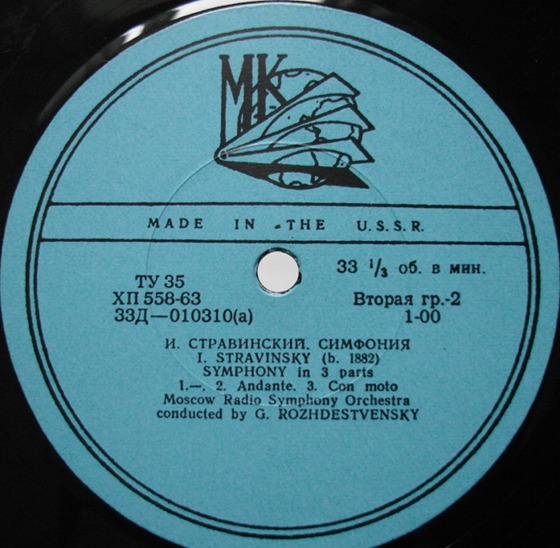 МК
MADE IN THE U.S.S.R.
33 1/3 об. в мин.
ТУ 35
ХП 558-63
Вторая гр.-2
33Д—010310(а)
1-00
И. СТРАВИНСКИЙ. СИМФОНИЯ
I. STRAVINSKY (b. 1882)
SYMPHONY in 3 parts
1.—. 2. Andante. 3. Con moto
Moscow Radio Symphony Orchestra
conducted by G. ROZHDESTVENSKY